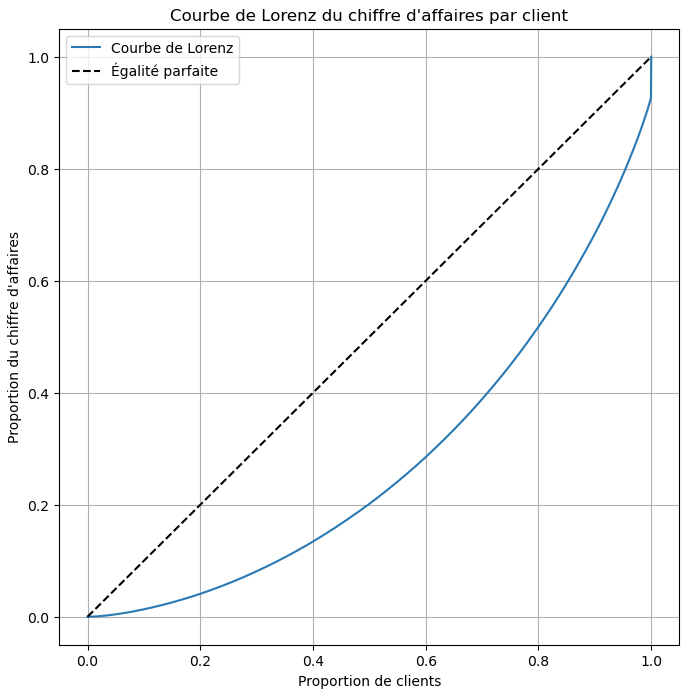 Courbe de Lorenz du chiffre d'affaires par client
Courbe de Lorenz
Égalité parfaite
1.0
0.8
0.6
0.4
0.2
0.0
Proportion du chiffre d'affaires
0.0 0.2 0.4 0.6 0.8 1.0
Proportion de clients